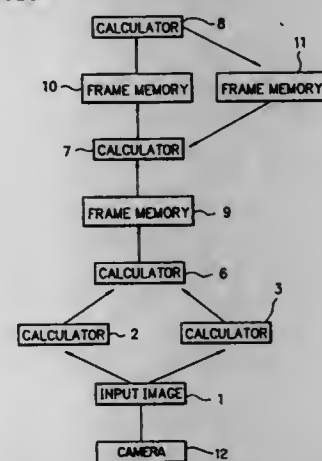 CALCULATOR 8
11
10 FRAME MEMORY FRAME MEMORY
7 CALCULATOR
FRAME MEMORY 9
CALCULATOR 6
3
CALCULATOR 2 CALCULATOR
INPUT IMAGE 1
CAMERA 12